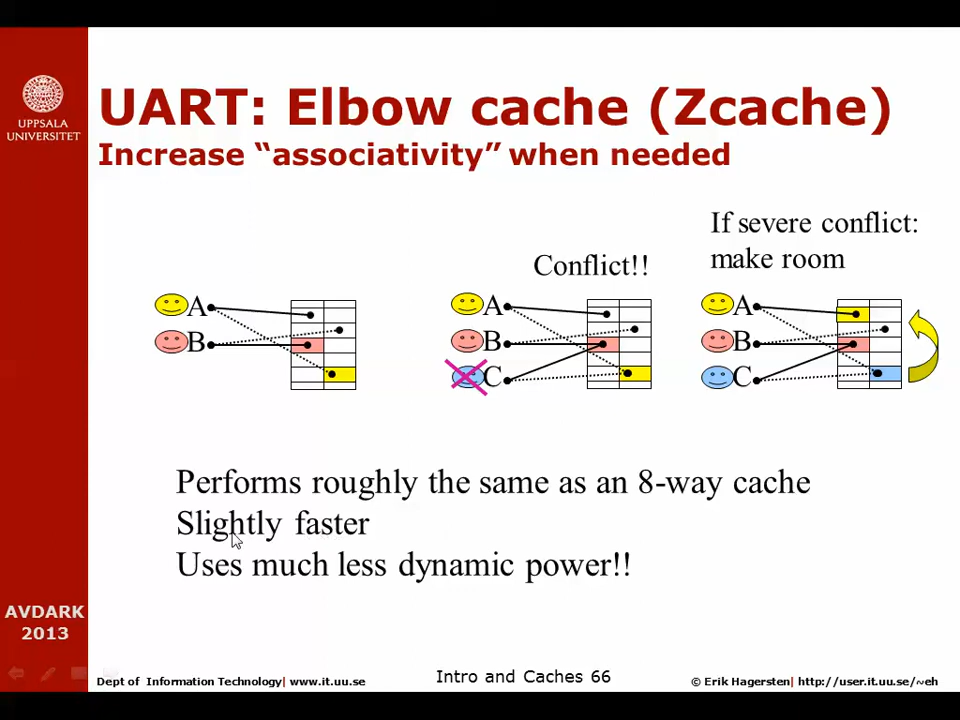 UART: Elbow cache (Zcache)
Increase “associativity” when needed
UPPSALA
UNIVERSITET
If severe conflict:
make room
Conflict!!
A
B
A
B
C
A
B
C
Performs roughly the same as an 8-way cache
Slightly faster
Uses much less dynamic power!!
AVDARK
2013
Dept of Information Technology| www.it.uu.se
Intro and Caches 66
© Erik Hagersten| http://user.it.uu.se/~eh